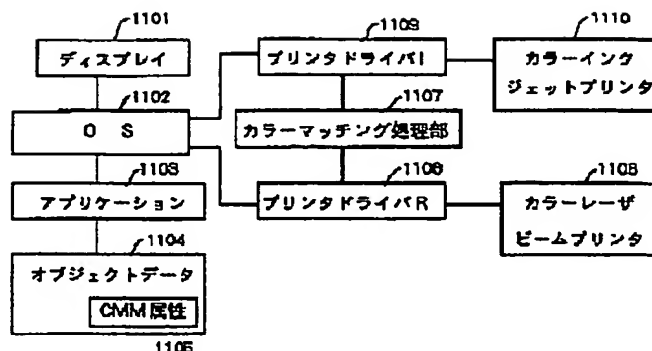 1101
ディスプレイ
1102
O S
1103
アプリケーション
1104
オブジェクトデータ
CMM 属性
1105
1109
プリンタドライバI
1107
カラーマッチング処理部
1106
プリンタドライバR
1110
カラーインク
ジェットプリンタ
1108
カラーレーザ
ビームプリンタ